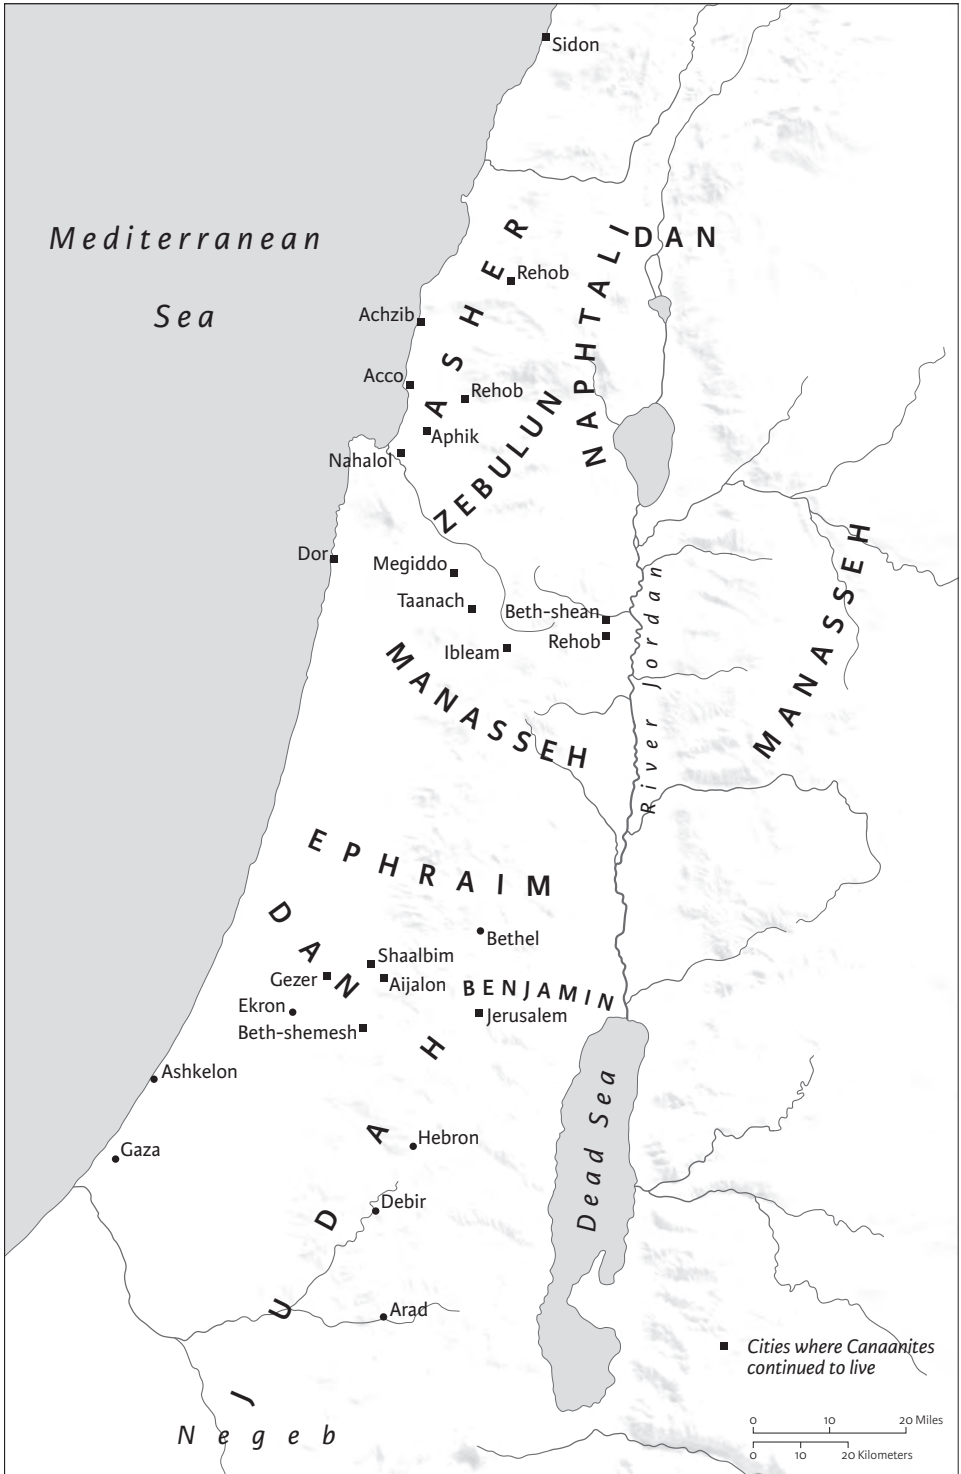 Sidon
Mediterranean
Sea
ASHER
NAPHTALI
DAN
Rehob
Achzib
Acco
Rehob
Aphik
ZEBULUN
Nahalol
Dor
Megiddo
Taanach
Beth-shean
Rehob
Ibleam
MANASSEH
River Jordan
MANASSEH
EPHRAIM
DAN
Bethel
Shaalbim
Gezer
Aijalon
BENJAMIN
Ekron
Jerusalem
Beth-shemesh
JUDAH
Ashkelon
Gaza
Hebron
Dead Sea
Debir
Arad
Negeb
Cities where Canaanites
continued to live
0 10 20 Miles
0 10 20 Kilometers